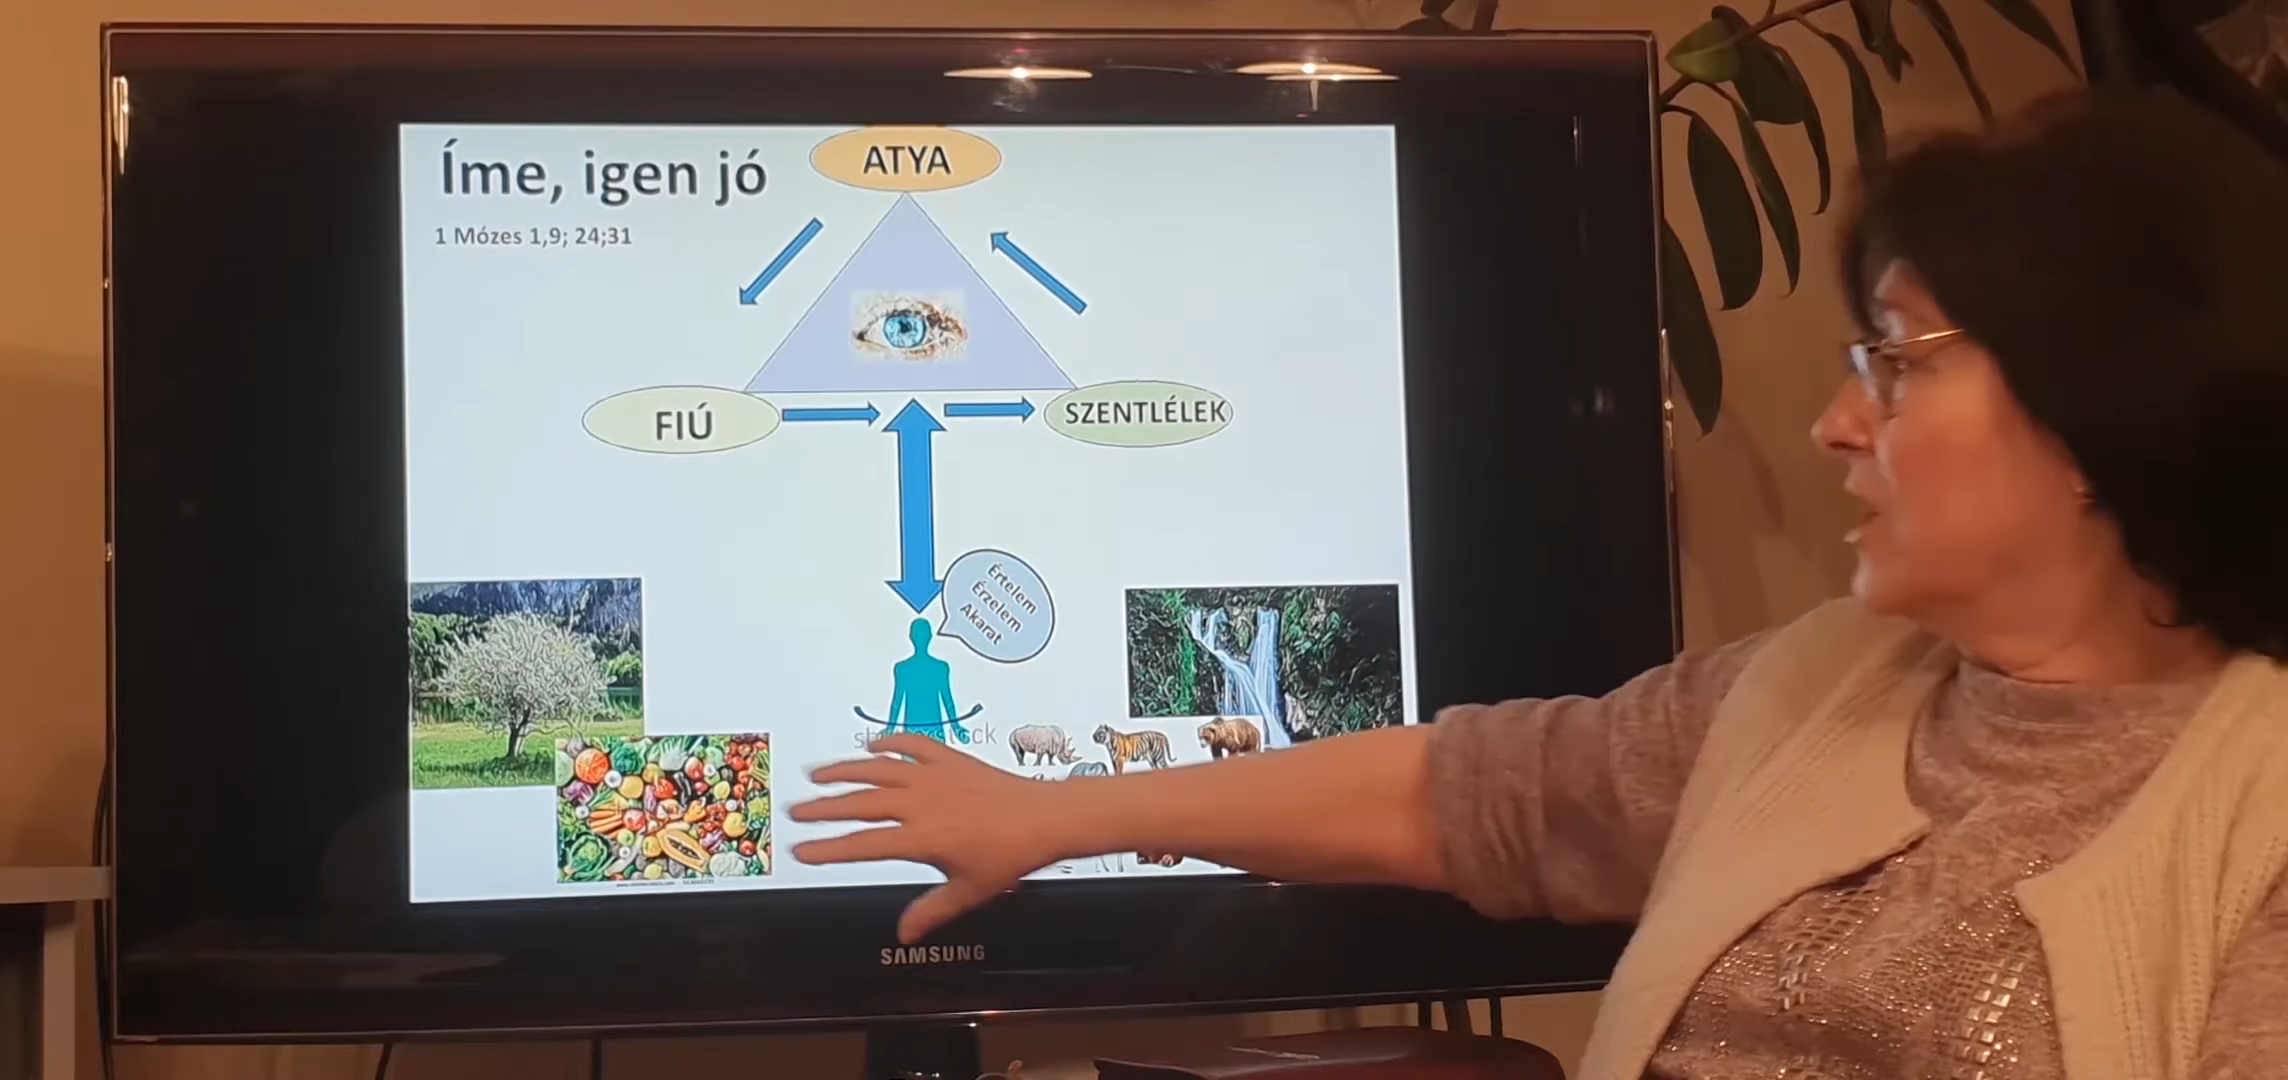 Íme, igen jó
1 Mózes 1,9; 24;31
ATYA
FIÚ
SZENTLÉLEK
Értelem
Érzelem
Akarat
SAMSUNG